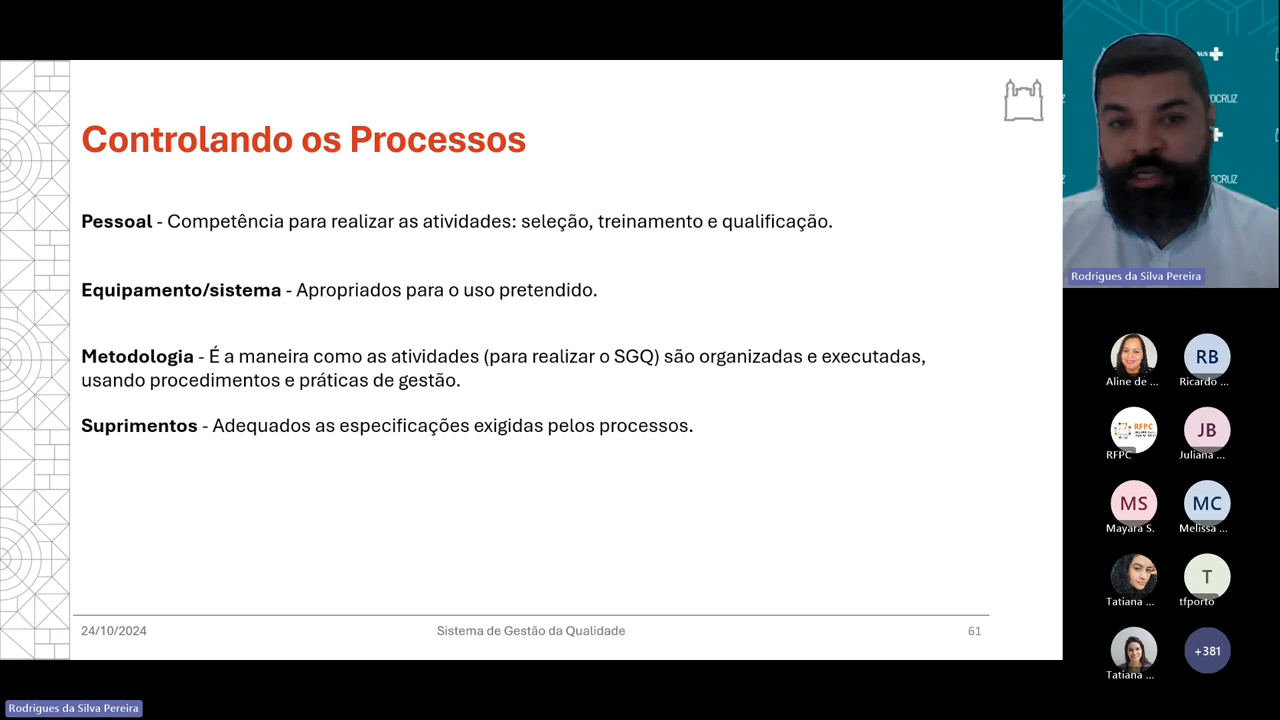 Controlando os Processos
Pessoal - Competência para realizar as atividades: seleção, treinamento e qualificação.
Equipamento/sistema - Apropriados para o uso pretendido.
Metodologia - É a maneira como as atividades (para realizar o SGQ) são organizadas e executadas,
usando procedimentos e práticas de gestão.
Suprimentos - Adequados as especificações exigidas pelos processos.
24/10/2024
Sistema de Gestão da Qualidade
61
Rodrigues da Silva Pereira
SUS
OCRUZ
OCRUZ
Rodrigues da Silva Pereira
Aline de ...
RB
Ricardo ...
RFPC
RFPC
JB
Juliana ...
MS
Mayara S.
MC
Melissa ...
Tatiana ...
T
tfporto
Tatiana ...
+381